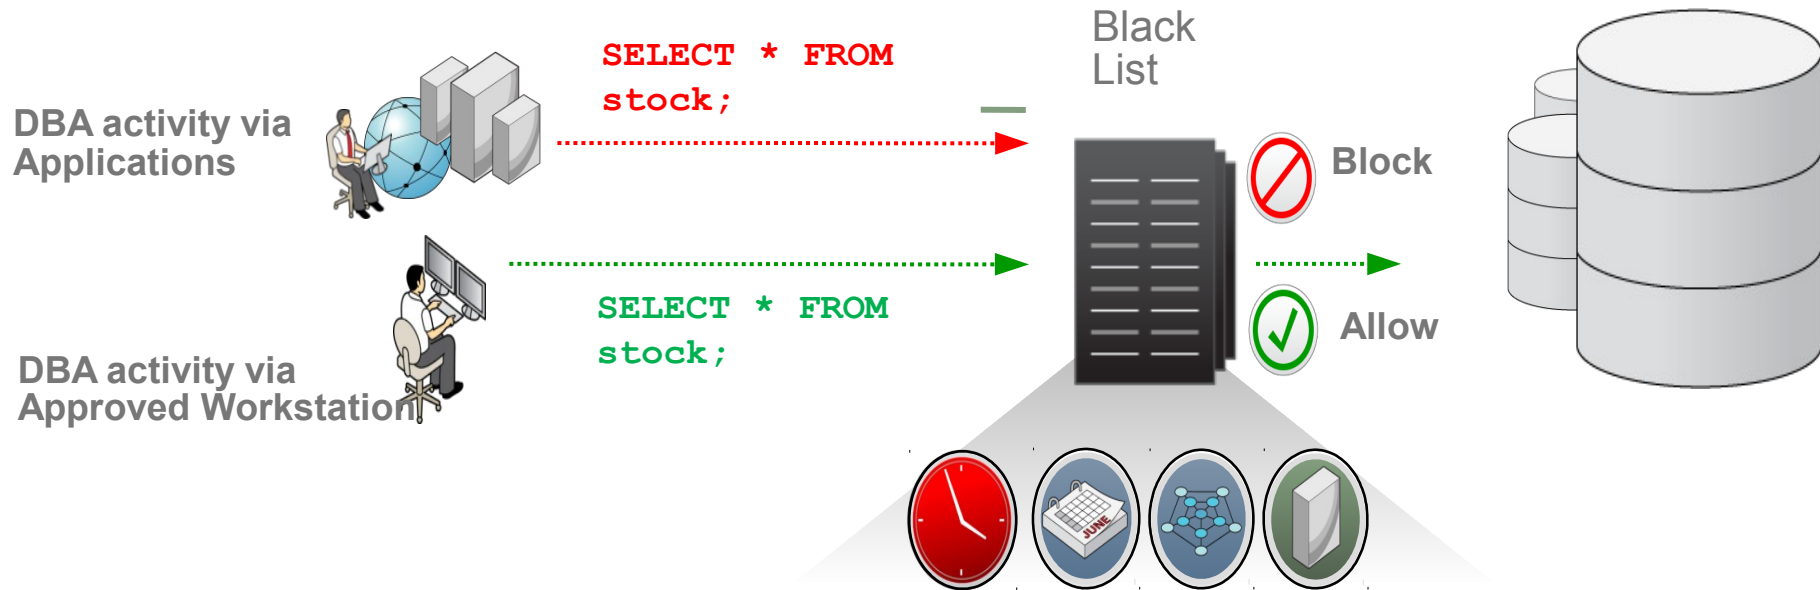 SELECT * FROM
stock;
Black
List
DBA activity via
Applications
Block
SELECT * FROM
stock;
Allow
DBA activity via
Approved Workstation
JUNE